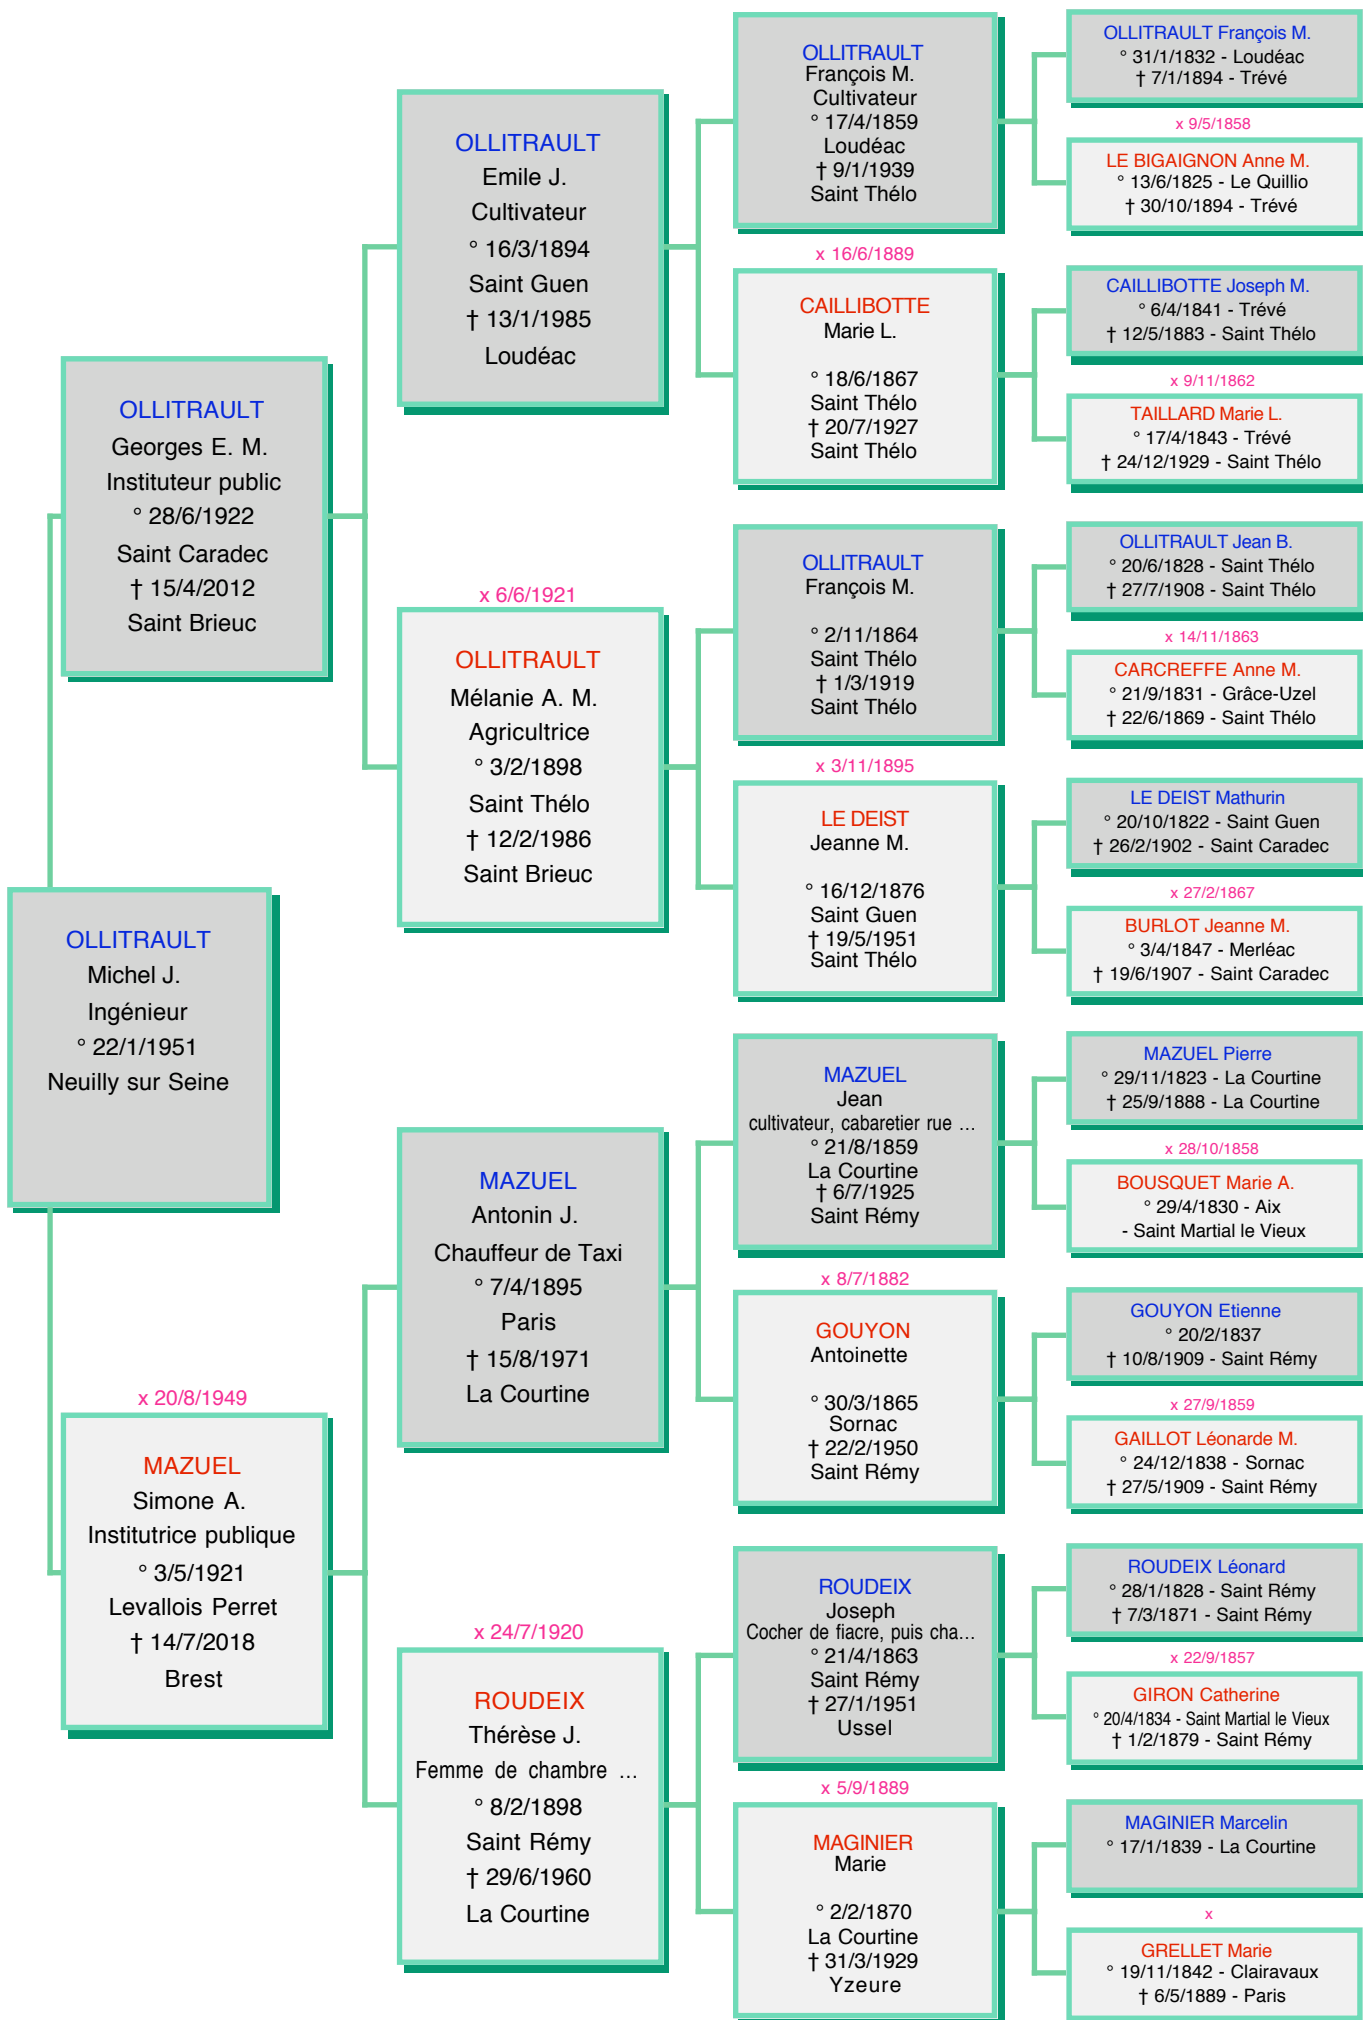 OLLITRAULT
Michel J.
Ingénieur
° 22/1/1951
Neuilly sur Seine
OLLITRAULT
Georges E. M.
Instituteur public
° 28/6/1922
Saint Caradec
† 15/4/2012
Saint Brieuc
x 20/8/1949
MAZUEL
Simone A.
Institutrice publique
° 3/5/1921
Levallois Perret
† 14/7/2018
Brest
OLLITRAULT
Emile J.
Cultivateur
° 16/3/1894
Saint Guen
† 13/1/1985
Loudéac
x 6/6/1921
OLLITRAULT
Mélanie A. M.
Agricultrice
° 3/2/1898
Saint Thélo
† 12/2/1986
Saint Brieuc
MAZUEL
Antonin J.
Chauffeur de Taxi
° 7/4/1895
Paris
† 15/8/1971
La Courtine
x 24/7/1920
ROUDEIX
Thérèse J.
Femme de chambre ...
° 8/2/1898
Saint Rémy
† 29/6/1960
La Courtine
OLLITRAULT
François M.
Cultivateur
° 17/4/1859
Loudéac
† 9/1/1939
Saint Thélo
x 16/6/1889
CAILLIBOTTE
Marie L.
° 18/6/1867
Saint Thélo
† 20/7/1927
Saint Thélo
OLLITRAULT
François M.
° 2/11/1864
Saint Thélo
† 1/3/1919
Saint Thélo
x 3/11/1895
LE DEIST
Jeanne M.
° 16/12/1876
Saint Guen
† 19/5/1951
Saint Thélo
MAZUEL
Jean
cultivateur, cabaretier rue ...
° 21/8/1859
La Courtine
† 6/7/1925
Saint Rémy
x 8/7/1882
GOUYON
Antoinette
° 30/3/1865
Sornac
† 22/2/1950
Saint Rémy
ROUDEIX
Joseph
Cocher de fiacre, puis cha...
° 21/4/1863
Saint Rémy
† 27/1/1951
Ussel
x 5/9/1889
MAGINIER
Marie
° 2/2/1870
La Courtine
† 31/3/1929
Yzeure
OLLITRAULT François M.
° 31/1/1832 - Loudéac
† 7/1/1894 - Trévé
x 9/5/1858
LE BIGAIGNON Anne M.
° 13/6/1825 - Le Quillio
† 30/10/1894 - Trévé
CAILLIBOTTE Joseph M.
° 6/4/1841 - Trévé
† 12/5/1883 - Saint Thélo
x 9/11/1862
TAILLARD Marie L.
° 17/4/1843 - Trévé
† 24/12/1929 - Saint Thélo
OLLITRAULT Jean B.
° 20/6/1828 - Saint Thélo
† 27/7/1908 - Saint Thélo
x 14/11/1863
CARCREFFE Anne M.
° 21/9/1831 - Grâce-Uzel
† 22/6/1869 - Saint Thélo
LE DEIST Mathurin
° 20/10/1822 - Saint Guen
† 26/2/1902 - Saint Caradec
x 27/2/1867
BURLOT Jeanne M.
° 3/4/1847 - Merléac
† 19/6/1907 - Saint Caradec
MAZUEL Pierre
° 29/11/1823 - La Courtine
† 25/9/1888 - La Courtine
x 28/10/1858
BOUSQUET Marie A.
° 29/4/1830 - Aix
- Saint Martial le Vieux
GOUYON Etienne
° 20/2/1837
† 10/8/1909 - Saint Rémy
x 27/9/1859
GAILLOT Léonarde M.
° 24/12/1838 - Sornac
† 27/5/1909 - Saint Rémy
ROUDEIX Léonard
° 28/1/1828 - Saint Rémy
† 7/3/1871 - Saint Rémy
x 22/9/1857
GIRON Catherine
° 20/4/1834 - Saint Martial le Vieux
† 1/2/1879 - Saint Rémy
MAGINIER Marcelin
° 17/1/1839 - La Courtine
x
GRELLET Marie
° 19/11/1842 - Clairavaux
† 6/5/1889 - Paris